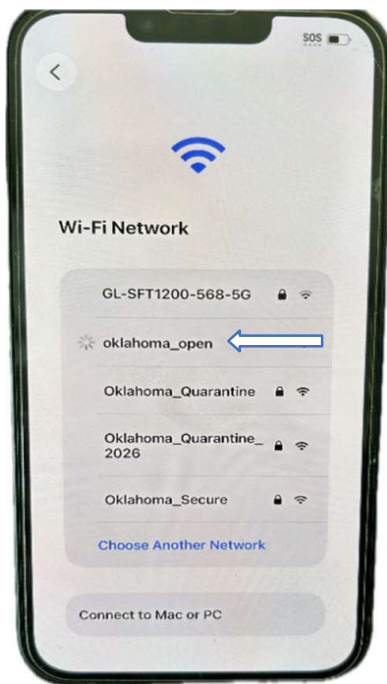 SOS
Wi-Fi Network
GL-SFT1200-568-5G
oklahoma_open
Oklahoma_Quarantine
Oklahoma_Quarantine_
2026
Oklahoma_Secure
Choose Another Network
Connect to Mac or PC